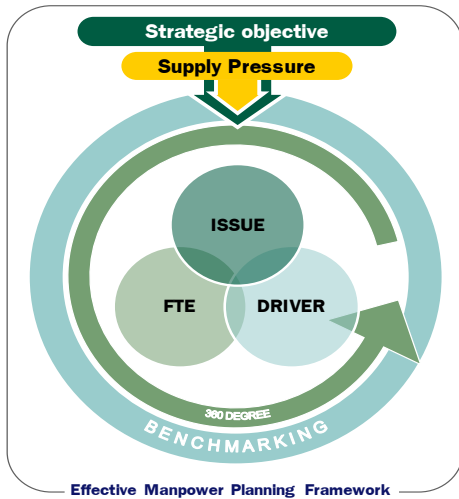 Strategic objective
Supply Pressure
ISSUE
FTE
DRIVER
360 DEGREE
BENCHMARKING
Effective Manpower Planning Framework